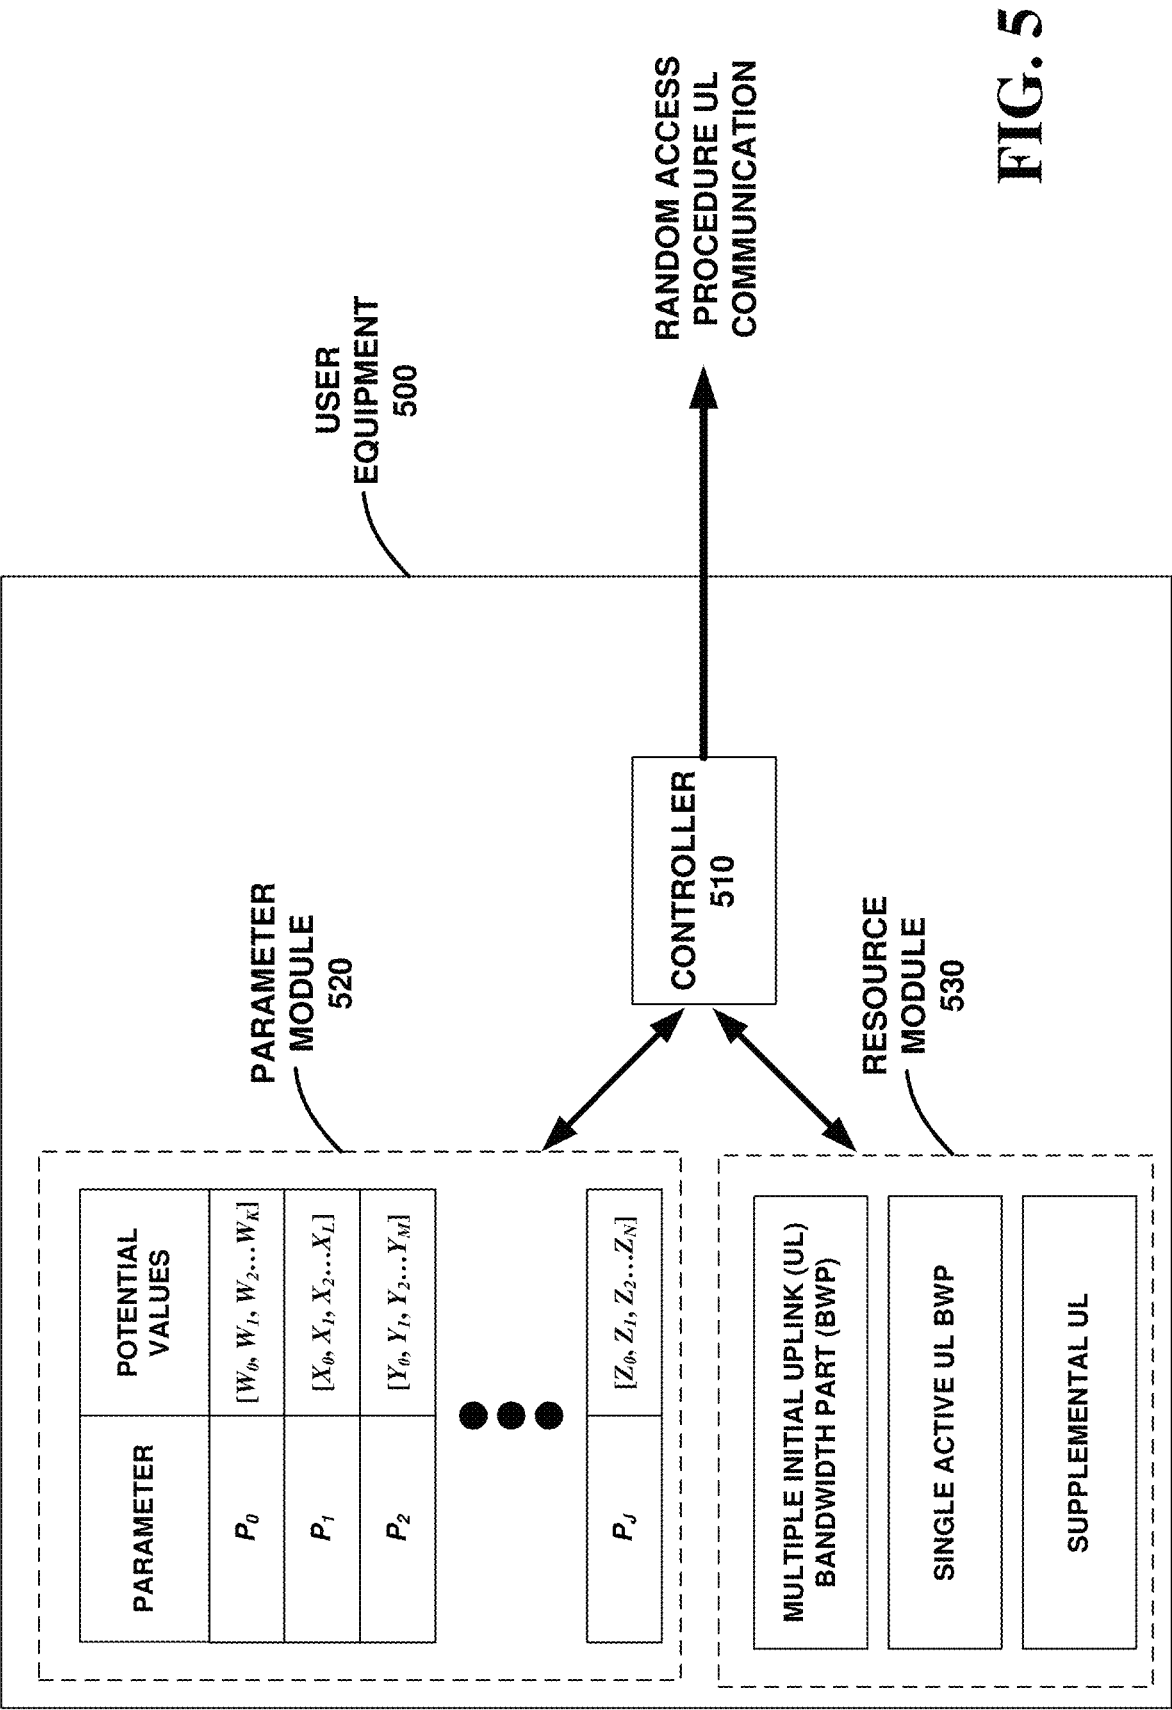 PARAMETER
POTENTIAL
VALUES
P0
[W0, W1, W2...WK]
P1
[X0, X1, X2...XL]
P2
[Y0, Y1, Y2...YM]
PJ
[Z0, Z1, Z2...ZN]
PARAMETER
MODULE
520
MULTIPLE INITIAL UPLINK (UL)
BANDWIDTH PART (BWP)
SINGLE ACTIVE UL BWP
SUPPLEMENTAL UL
RESOURCE
MODULE
530
CONTROLLER
510
USER
EQUIPMENT
500
RANDOM ACCESS
PROCEDURE UL
COMMUNICATION
FIG. 5